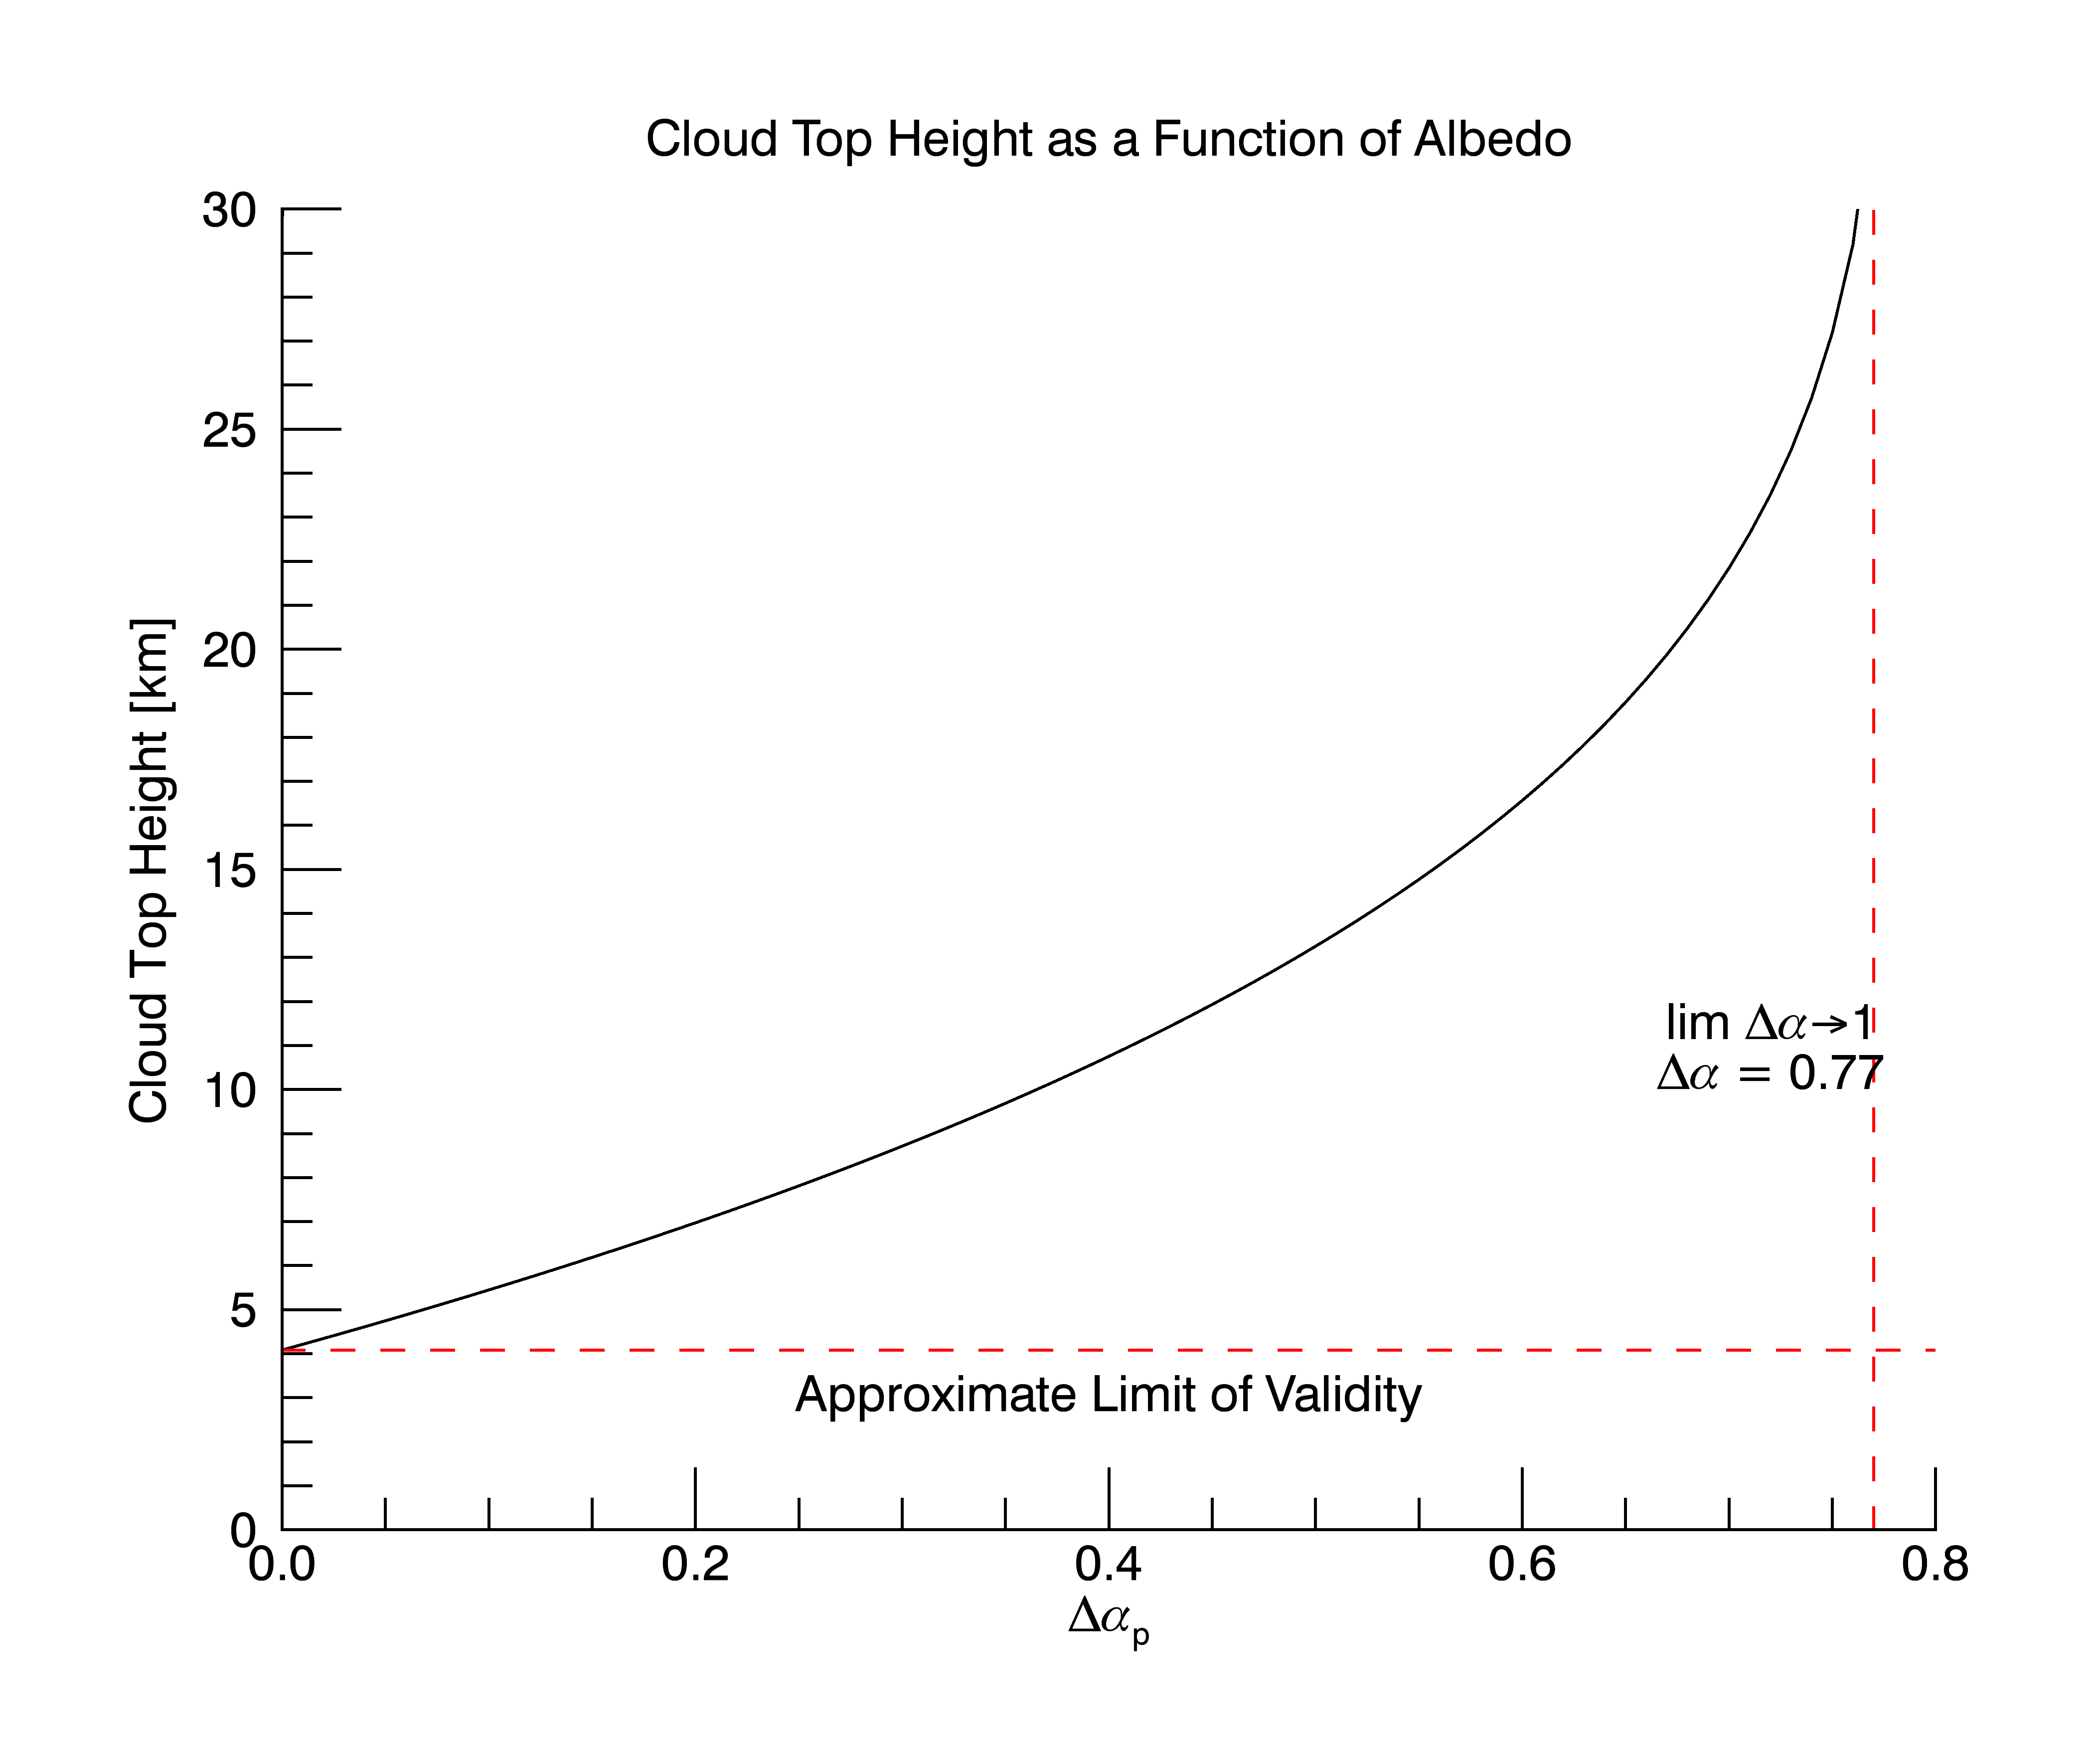 Cloud Top Height as a Function of Albedo
30
25
20
15
10
5
0
Cloud Top Height [km]
lim Δα→1
Δα = 0.77
Approximate Limit of Validity
0.0 0.2 0.4 0.6 0.8
Δαp